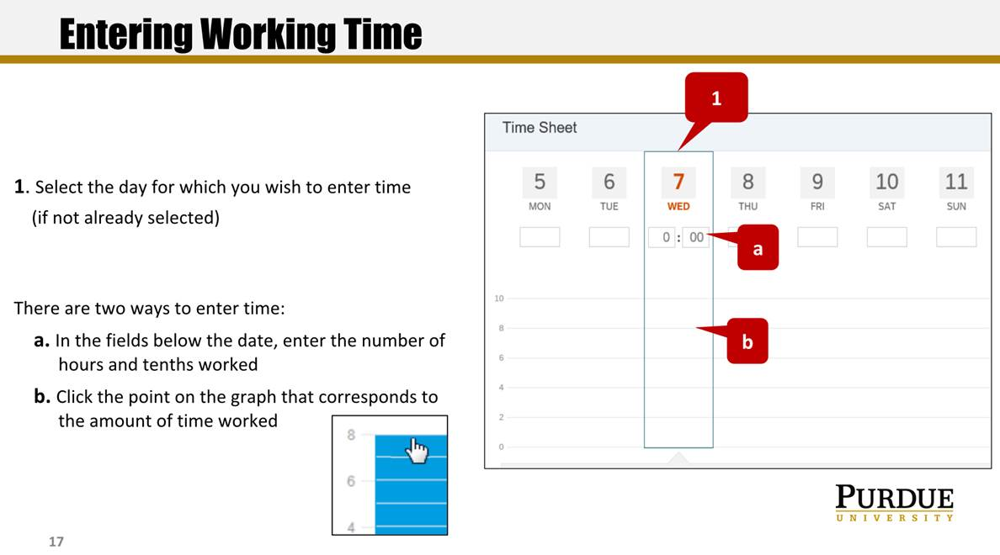 Entering Working Time
1. Select the day for which you wish to enter time
(if not already selected)
There are two ways to enter time:
a. In the fields below the date, enter the number of
hours and tenths worked
b. Click the point on the graph that corresponds to
the amount of time worked
8
6
4
1
Time Sheet
5 6 7 8 9 10 11
MON TUE WED THU FRI SAT SUN
0 : 00
a
10
8
b
6
4
2
0
PURDUE
UNIVERSITY
17